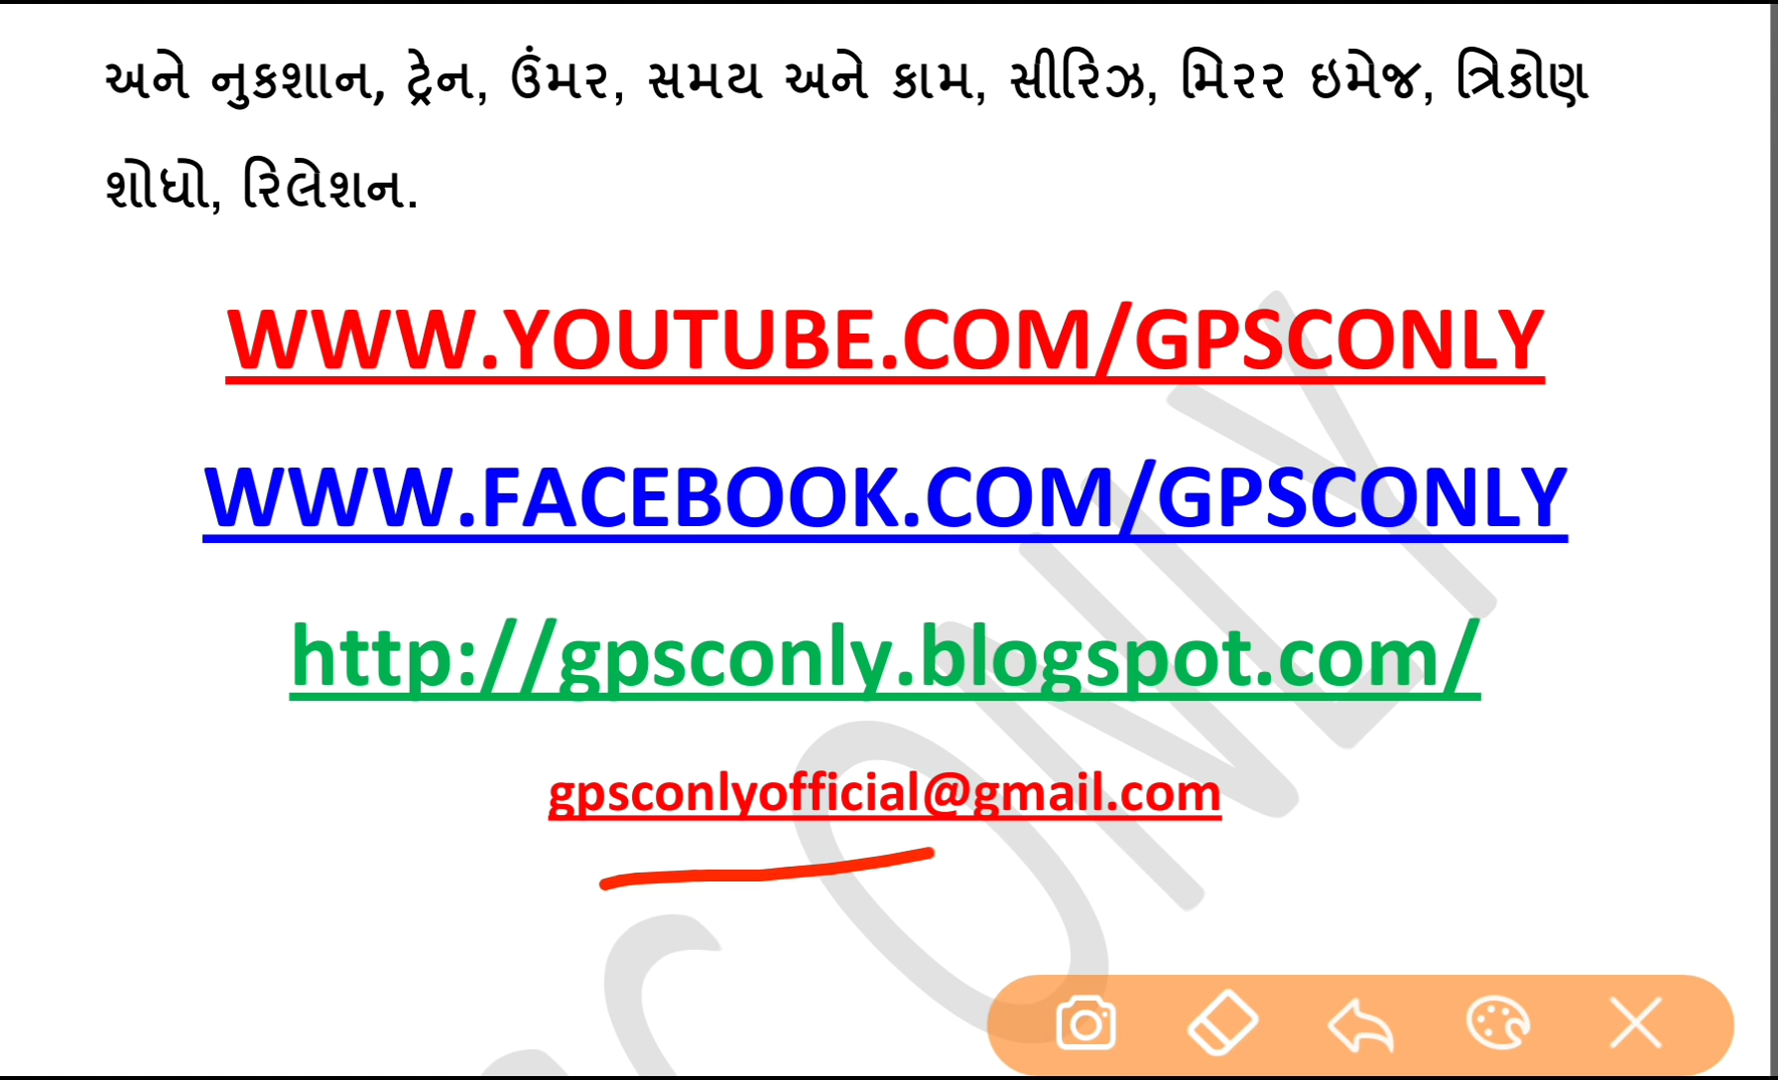 અને નુકશાન, ટ્રેન, ઉંમર, સમય અને કામ, સીરિઝ, મિરર ઇમેજ, ત્રિકોણ
શોધો, રિલેશન.
WWW.YOUTUBE.COM/GPSCONLY
WWW.FACEBOOK.COM/GPSCONLY
http://gpsconly.blogspot.com/
gpsconlyofficial@gmail.com
C ONLY